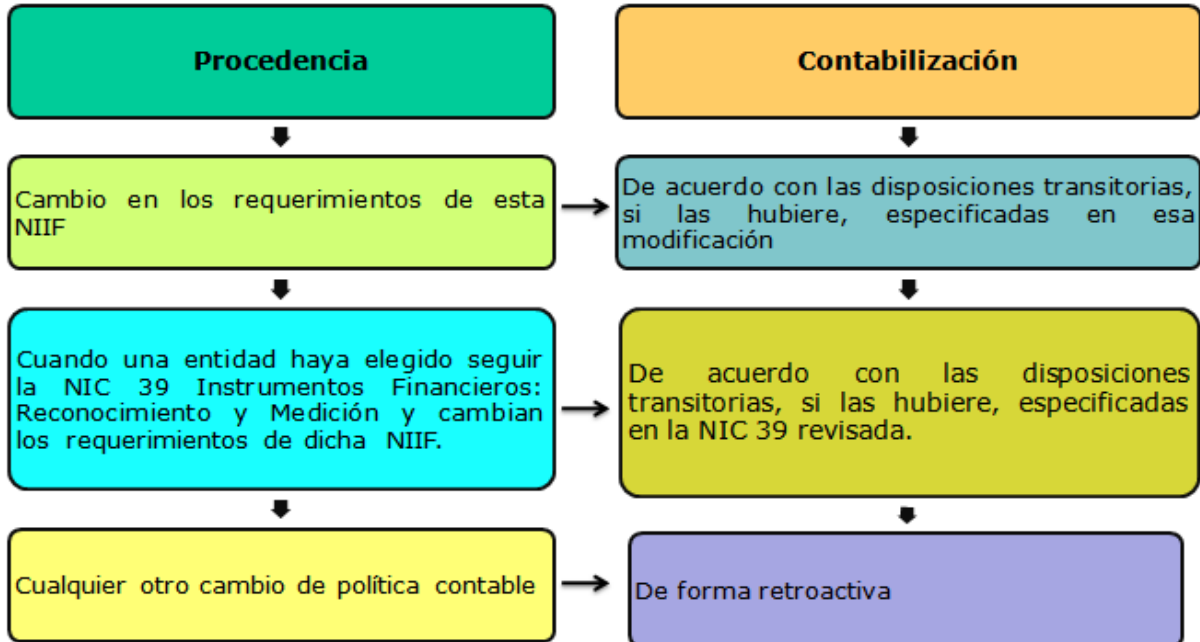 Procedencia
Contabilización
Cambio en los requerimientos de esta
NIIF
De acuerdo con las disposiciones transitorias,
si las hubiere, especificadas en esa
modificación
Cuando una entidad haya elegido seguir
la NIC 39 Instrumentos Financieros:
Reconocimiento y Medición y cambian
los requerimientos de dicha NIIF.
De acuerdo con las disposiciones
transitorias, si las hubiere, especificadas
en la NIC 39 revisada.
Cualquier otro cambio de política contable
De forma retroactiva